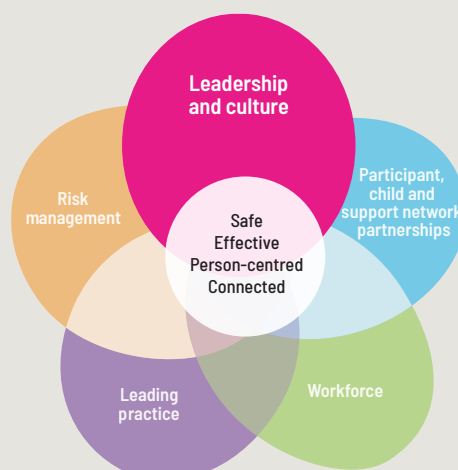 Leadership
and culture
Participant,
child and
support network
partnerships
Risk
management
Safe
Effective
Person-centred
Connected
Leading
practice
Workforce